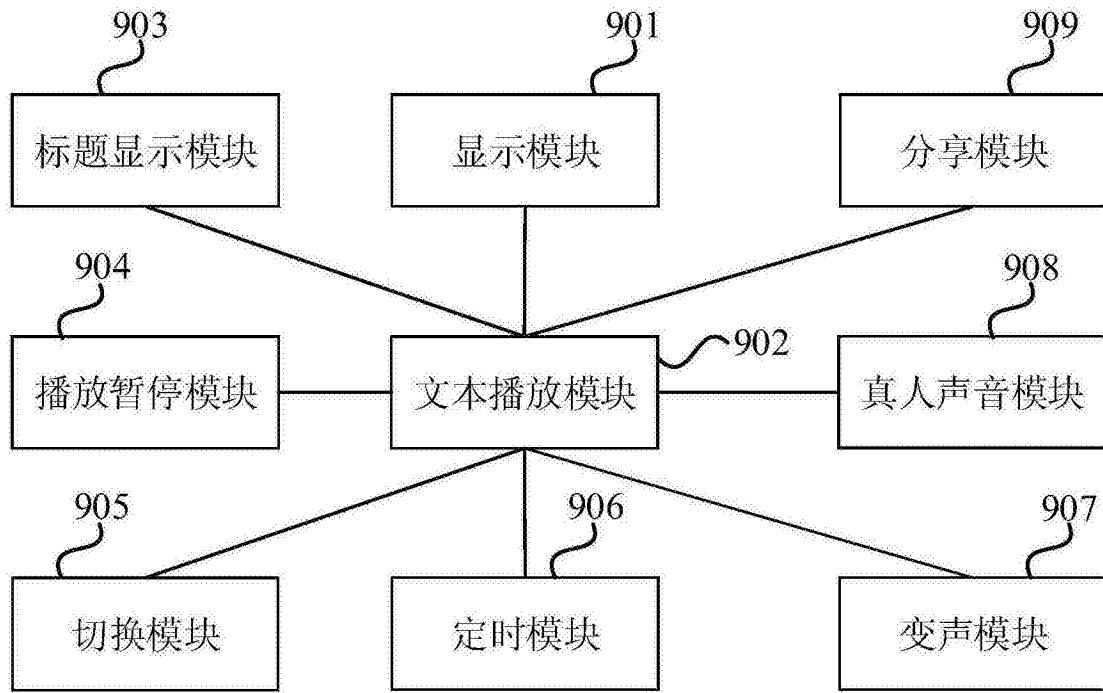 903
901
909
标题显示模块
显示模块
分享模块
904
902
908
播放暂停模块
文本播放模块
真人声音模块
905
906
907
切换模块
定时模块
变声模块